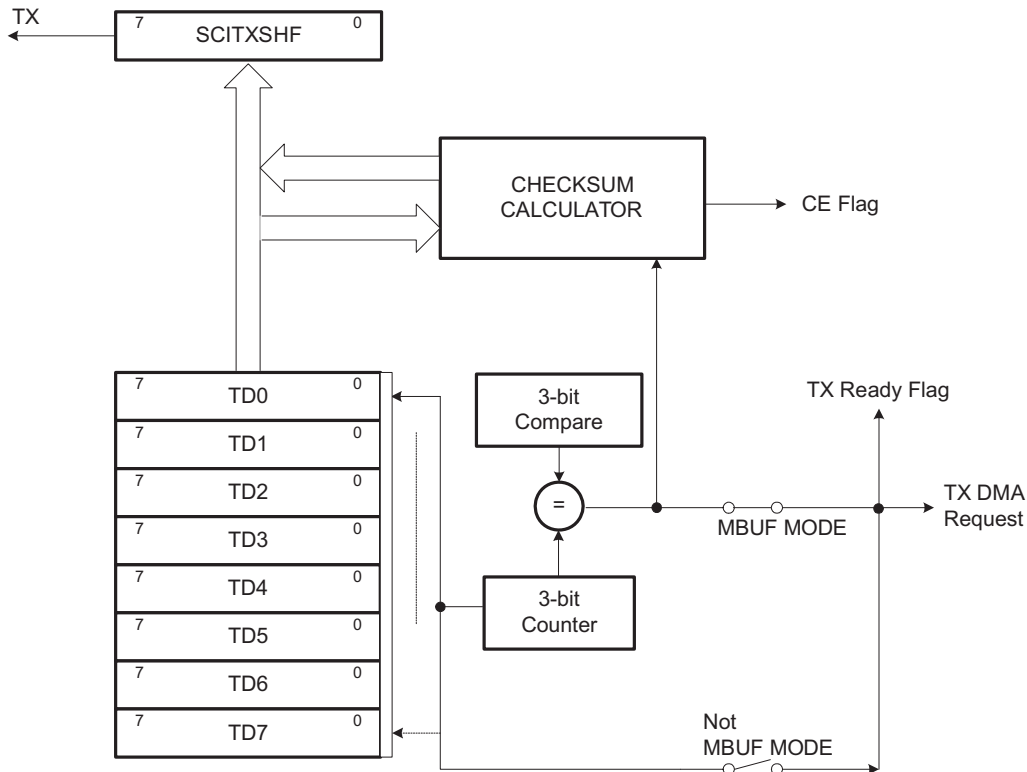 TX
7 SCITXSHF 0
CHECKSUM
CALCULATOR
CE Flag
7 TD0 0
7 TD1 0
7 TD2 0
7 TD3 0
7 TD4 0
7 TD5 0
7 TD6 0
7 TD7 0
3-bit
Compare
=
3-bit
Counter
TX Ready Flag
MBUF MODE
TX DMA
Request
Not
MBUF MODE